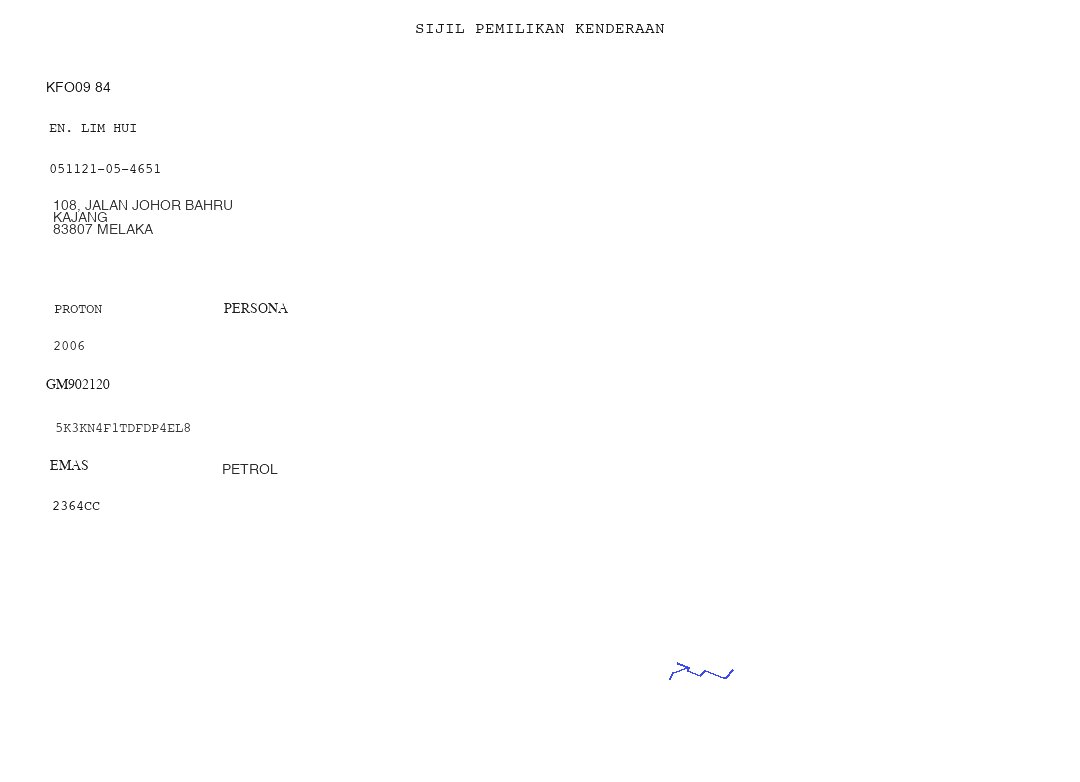 SIJIL PEMILIKAN KENDERAAN
KFO09 84
EN. LIM HUI
051121-05-4651
108, JALAN JOHOR BAHRU
KAJANG
83807 MELAKA
PROTON PERSONA
2006
GM902120
5K3KN4F1TDFDP4EL8
EMAS PETROL
2364CC